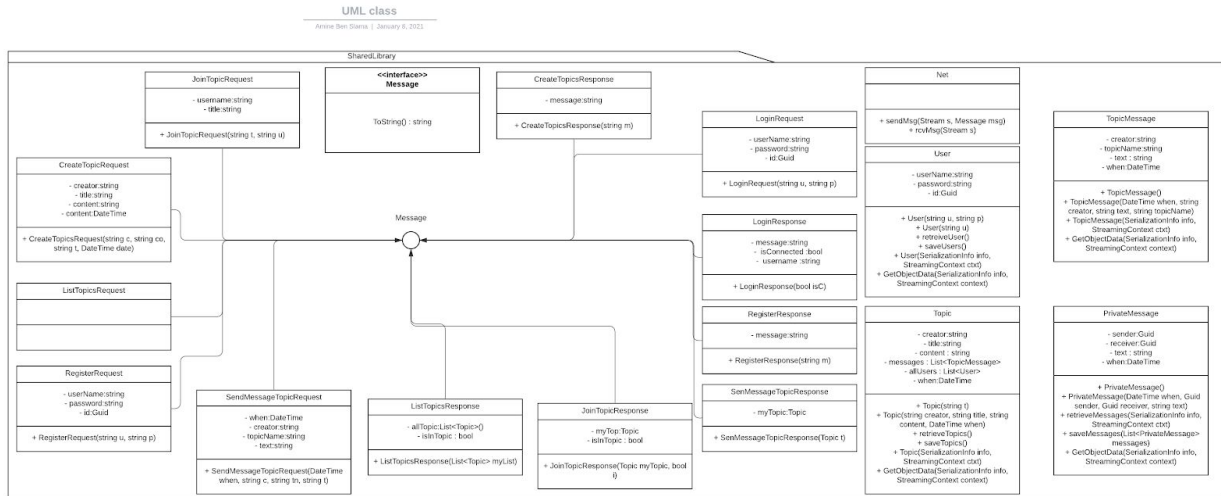 UML class
Amine Ben Slama | January 8, 2021
SharedLibrary
JoinTopicRequest
- username:string
- title:string
+ JoinTopicRequest(string t, string u)
<<interface>>
Message
ToString() : string
CreateTopicsResponse
- message:string
+ CreateTopicsResponse(string m)
Net
+ sendMsg(Stream s, Message msg)
+ rcvMsg(Stream s)
LoginRequest
- userName:string
- password:string
- id:Guid
+ LoginRequest(string u, string p)
TopicMessage
- creator:string
- topicName:string
- text : string
- when:DateTime
+ TopicMessage()
+ TopicMessage(DateTime when, string
creator, string text, string topicName)
+ TopicMessage(SerializationInfo info,
StreamingContext ctxt)
+ GetObjectData(SerializationInfo info,
StreamingContext context)
User
- userName:string
- password:string
- id:Guid
+ User(string u, string p)
+ User(string u)
+ retreiveUser()
+ saveUsers()
+ User(SerializationInfo info,
StreamingContext ctxt)
+ GetObjectData(SerializationInfo info,
StreamingContext context)
CreateTopicRequest
- creator:string
- title:string
- content:string
- content:DateTime
+ CreateTopicsRequest(string c, string co,
string t, DateTime date)
Message
LoginResponse
- message:string
- isConnected :bool
- username :string
+ LoginResponse(bool isC)
ListTopicsRequest
RegisterResponse
- message:string
+ RegisterResponse(string m)
Topic
- creator:string
- title:string
- content : string
- messages : List<TopicMessage>
- allUsers : List<User>
- when:DateTime
+ Topic(string t)
+ Topic(string creator, string title, string
content, DateTime when)
+ retrieveTopics()
+ saveTopics()
+ Topic(SerializationInfo info,
StreamingContext ctxt)
+ GetObjectData(SerializationInfo info,
StreamingContext context)
PrivateMessage
- sender:Guid
- receiver:Guid
- text : string
- when:DateTime
+ PrivateMessage()
+ PrivateMessage(DateTime when, Guid
sender, Guid receiver, string text)
+ retrieveMessages(SerializationInfo info,
StreamingContext ctxt)
+ saveMessages(List<PrivateMessage>
messages)
+ GetObjectData(SerializationInfo info,
StreamingContext context)
RegisterRequest
- userName:string
- password:string
- id:Guid
+ RegisterRequest(string u, string p)
SendMessageTopicRequest
- when:DateTime
- creator:string
- topicName:string
- text:string
+ SendMessageTopicRequest(DateTime
when, string c, string tn, string t)
ListTopicsResponse
- allTopic:List<Topic>()
- isInTopic : bool
+ ListTopicsResponse(List<Topic> myList)
JoinTopicResponse
- myTop:Topic
- isInTopic : bool
+ JoinTopicResponse(Topic myTopic, bool
i)
SenMessageTopicResponse
- myTopic:Topic
+ SenMessageTopicResponse(Topic t)